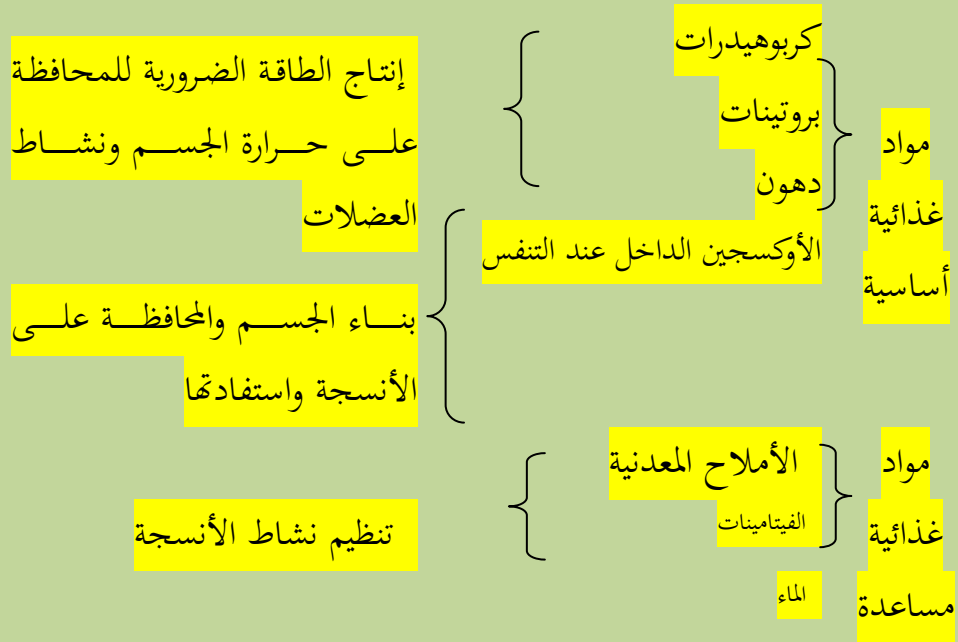 مواد
غذائية
أساسية
كربوهيدرات
بروتينات
دهون
الأوكسجين الداخل عند التنفس
إنتاج الطاقة الضرورية للمحافظة
على حرارة الجسم ونشاط
العضلات
بناء الجسم والمحافظة على
الأنسجة واستفادتها
مواد
غذائية
مساعدة
الأملاح المعدنية
الفيتامينات
الماء
تنظيم نشاط الأنسجة